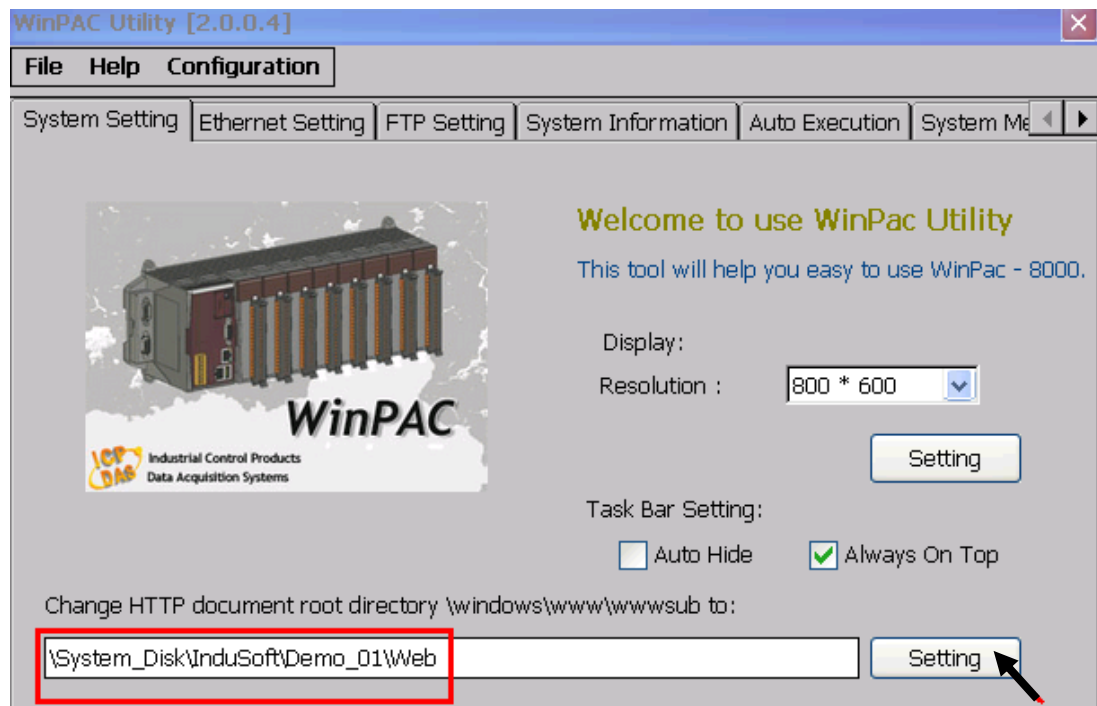 WinPAC Utility [2.0.0.4]
File Help Configuration
System Setting Ethernet Setting FTP Setting System Information Auto Execution System Me
Welcome to use WinPac Utility
This tool will help you easy to use WinPac - 8000.
Display:
Resolution : 800 * 600
WinPAC
ICP DAS
Industrial Control Products
Data Acquisition Systems
Setting
Task Bar Setting:
Auto Hide Always On Top
Change HTTP document root directory \windows\www\wwwsub to:
\System_Disk\InduSoft\Demo_01\Web Setting